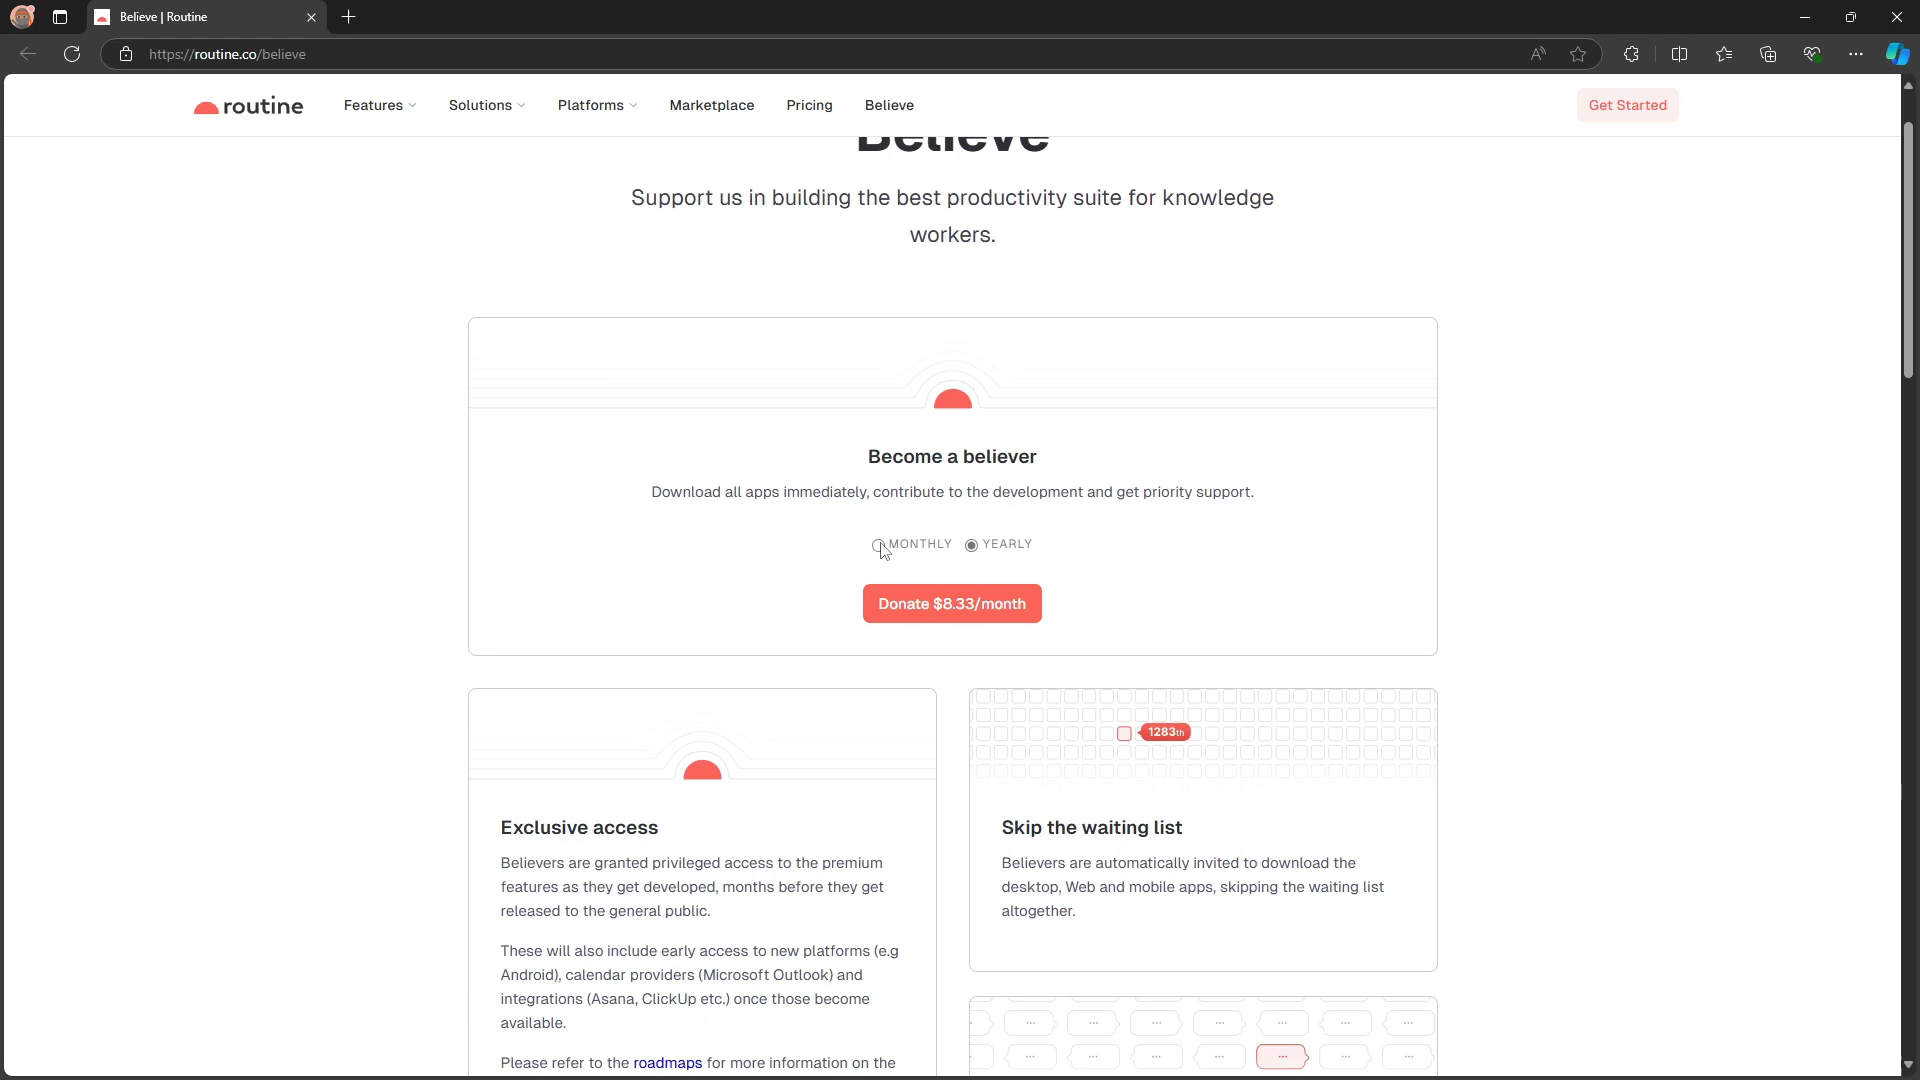 Believe | Routine
https://routine.co/believe
routine
Features
Solutions
Platforms
Marketplace
Pricing
Believe
Get Started
Believe
Support us in building the best productivity suite for knowledge
workers.
Become a believer
Download all apps immediately, contribute to the development and get priority support.
MONTHLY
YEARLY
Donate $8.33/month
1283th
Exclusive access
Believers are granted privileged access to the premium
features as they get developed, months before they get
released to the general public.
These will also include early access to new platforms (e.g
Android), calendar providers (Microsoft Outlook) and
integrations (Asana, ClickUp etc.) once those become
available.
Please refer to the roadmaps for more information on the
Skip the waiting list
Believers are automatically invited to download the
desktop, Web and mobile apps, skipping the waiting list
altogether.